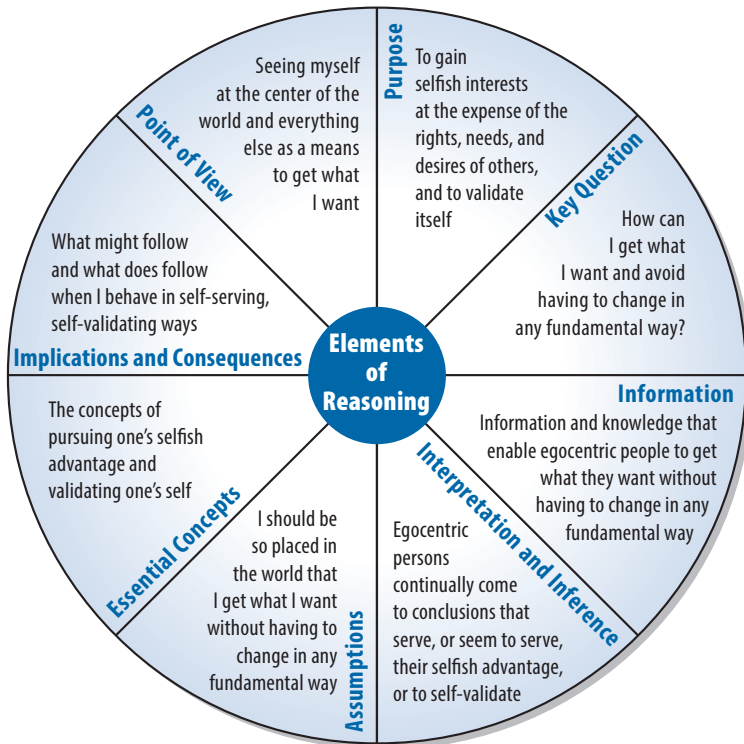 Elements
of
Reasoning
Purpose
To gain
selfish interests
at the expense of the
rights, needs, and
desires of others,
and to validate
itself
Key Question
How can
I get what
I want and avoid
having to change in
any fundamental way?
Information
Information and knowledge that
enable egocentric people to get
what they want without
having to change in any
fundamental way
Interpretation and Inference
Egocentric
persons
continually come
to conclusions that
serve, or seem to serve,
their selfish advantage,
or to self-validate
Assumptions
I should be
so placed in
the world that
I get what I want
without having to
change in any
fundamental way
Essential Concepts
The concepts of
pursuing one’s selfish
advantage and
validating one’s self
Implications and Consequences
What might follow
and what does follow
when I behave in self-serving,
self-validating ways
Point of View
Seeing myself
at the center of the
world and everything
else as a means
to get what
I want